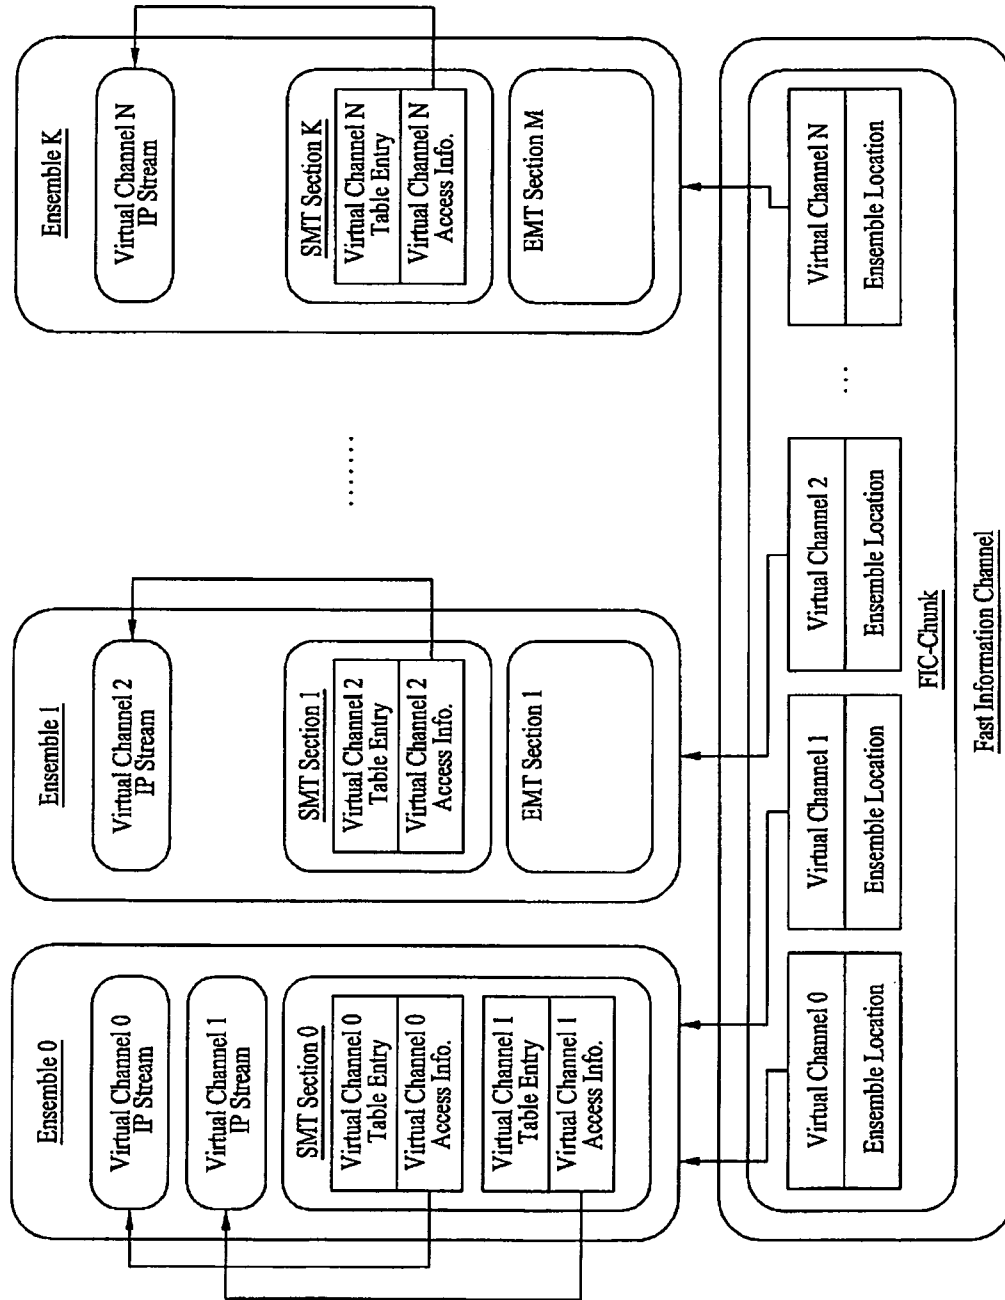 Ensemble 0
Virtual Channel 0
IP Stream
Virtual Channel 1
IP Stream
SMT Section 0
Virtual Channel 0
Table Entry
Virtual Channel 0
Access Info.
Virtual Channel 1
Table Entry
Virtual Channel 1
Access Info.
Ensemble 1
Virtual Channel 2
IP Stream
SMT Section 1
Virtual Channel 2
Table Entry
Virtual Channel 2
Access Info.
EMT Section 1
.......
Ensemble K
Virtual Channel N
IP Stream
SMT Section K
Virtual Channel N
Table Entry
Virtual Channel N
Access Info.
EMT Section M
Virtual Channel 0
Ensemble Location
Virtual Channel 1
Ensemble Location
Virtual Channel 2
Ensemble Location
...
Virtual Channel N
Ensemble Location
FIC-Chunk
Fast Information Channel